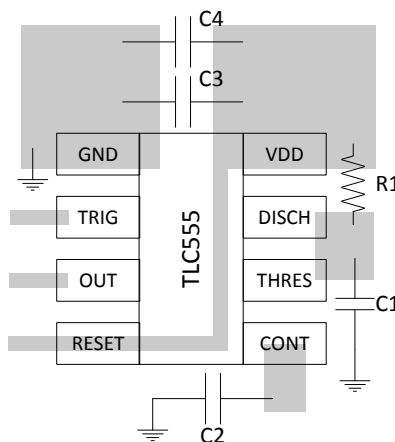 C4
C3
GND
VDD
R1
TRIG
DISCH
TLC555
OUT
THRES
C1
RESET
CONT
C2